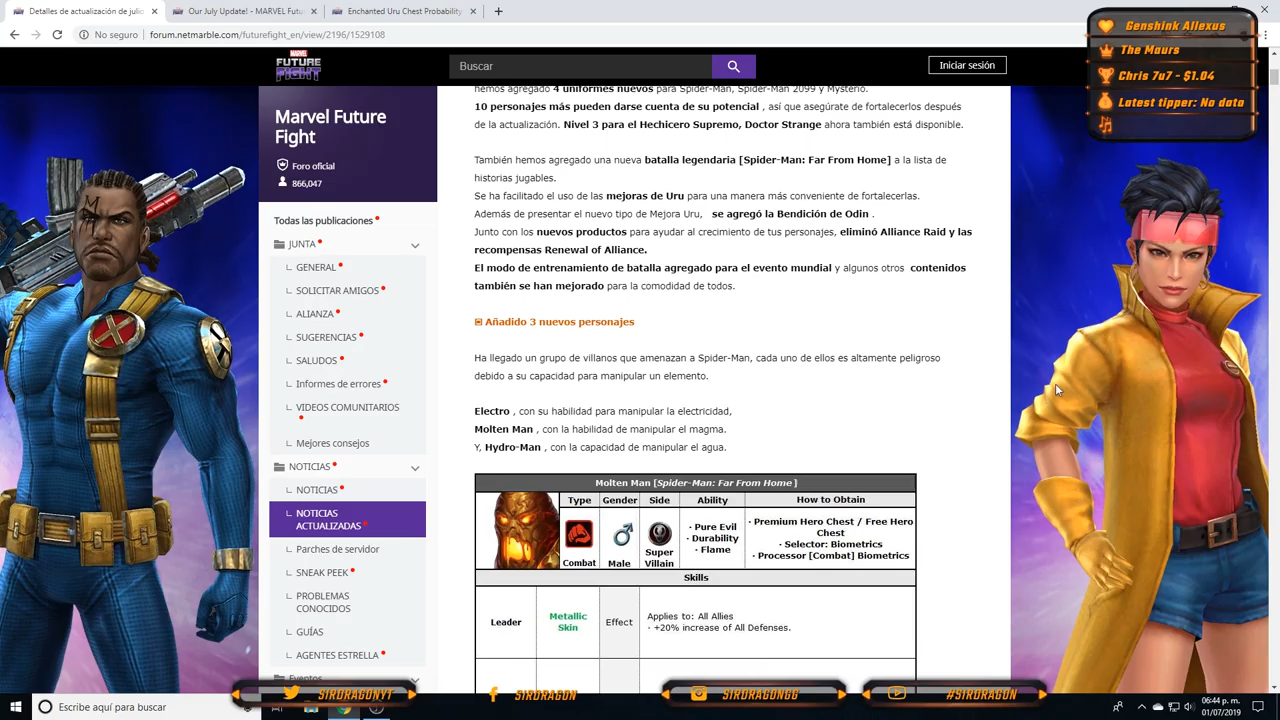 Detalles de actualización de julio
Our July Update! - MARVEL Futur
Enchanted Uru Chest Probability
No seguro
forum.netmarble.com/futurefight_en/view/2196/1529108
MARVEL
FUTURE
FIGHT
Buscar
Iniciar sesión
Genshink Allexus
The Maurs
Chris 7u7 - $1.04
Latest tipper: No data
Marvel Future
Fight
Foro oficial
866,047
Todas las publicaciones
JUNTA
GENERAL
SOLICITAR AMIGOS
ALIANZA
SUGERENCIAS
SALUDOS
Informes de errores
VIDEOS COMUNITARIOS
Mejores consejos
NOTICIAS
NOTICIAS
NOTICIAS
ACTUALIZADAS
Parches de servidor
SNEAK PEEK
PROBLEMAS
CONOCIDOS
GUÍAS
AGENTES ESTRELLA
Eventos
hemos agregado 4 uniformes nuevos para Spider-Man, Spider-Man 2099 y Mysterio.
10 personajes más pueden darse cuenta de su potencial , así que asegúrate de fortalecerlos después
de la actualización. Nivel 3 para el Hechicero Supremo, Doctor Strange ahora también está disponible.
También hemos agregado una nueva batalla legendaria [Spider-Man: Far From Home] a la lista de
historias jugables.
Se ha facilitado el uso de las mejoras de Uru para una manera más conveniente de fortalecerlas.
Además de presentar el nuevo tipo de Mejora Uru, se agregó la Bendición de Odin .
Junto con los nuevos productos para ayudar al crecimiento de tus personajes, eliminó Alliance Raid y las
recompensas Renewal of Alliance.
El modo de entrenamiento de batalla agregado para el evento mundial y algunos otros contenidos
también se han mejorado para la comodidad de todos.
Añadido 3 nuevos personajes
Ha llegado un grupo de villanos que amenazan a Spider-Man, cada uno de ellos es altamente peligroso
debido a su capacidad para manipular un elemento.
Electro , con su habilidad para manipular la electricidad,
Molten Man , con la habilidad de manipular el magma.
Y, Hydro-Man , con la capacidad de manipular el agua.
Molten Man [Spider-Man: Far From Home ]
Type Gender Side Ability How to Obtain
Combat
Male
Super
Villain
· Pure Evil
· Durability
· Flame
· Premium Hero Chest / Free Hero
Chest
· Selector: Biometrics
· Processor [Combat] Biometrics
Skills
Leader
Metallic
Skin
Effect
Applies to: All Allies
- +20% increase of All Defenses.
SIRDRAGONYT
SIRDRAGON
SIRDRAGONGG
#SIRDRAGON
Escribe aquí para buscar
06:44 p. m.
01/07/2019